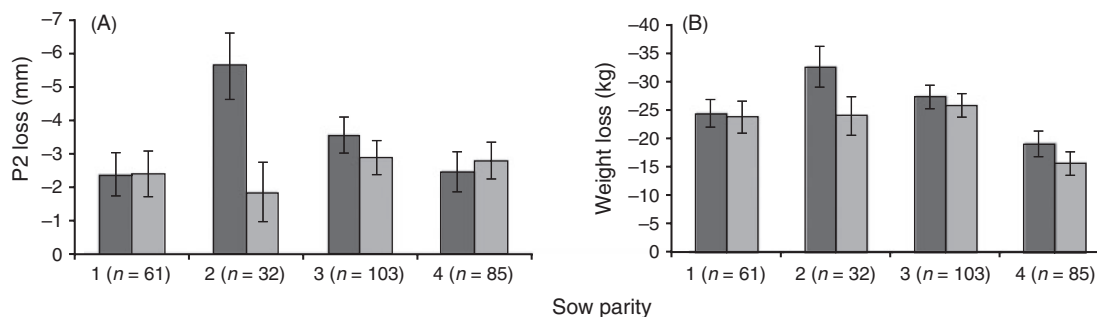 (A)
P2 loss (mm)
–7
–6
–5
–4
–3
–2
–1
0
1 (n = 61)
2 (n = 32)
3 (n = 103)
4 (n = 85)
(B)
Weight loss (kg)
–40
–35
–30
–25
–20
–15
–10
–5
0
1 (n = 61)
2 (n = 32)
3 (n = 103)
4 (n = 85)
Sow parity